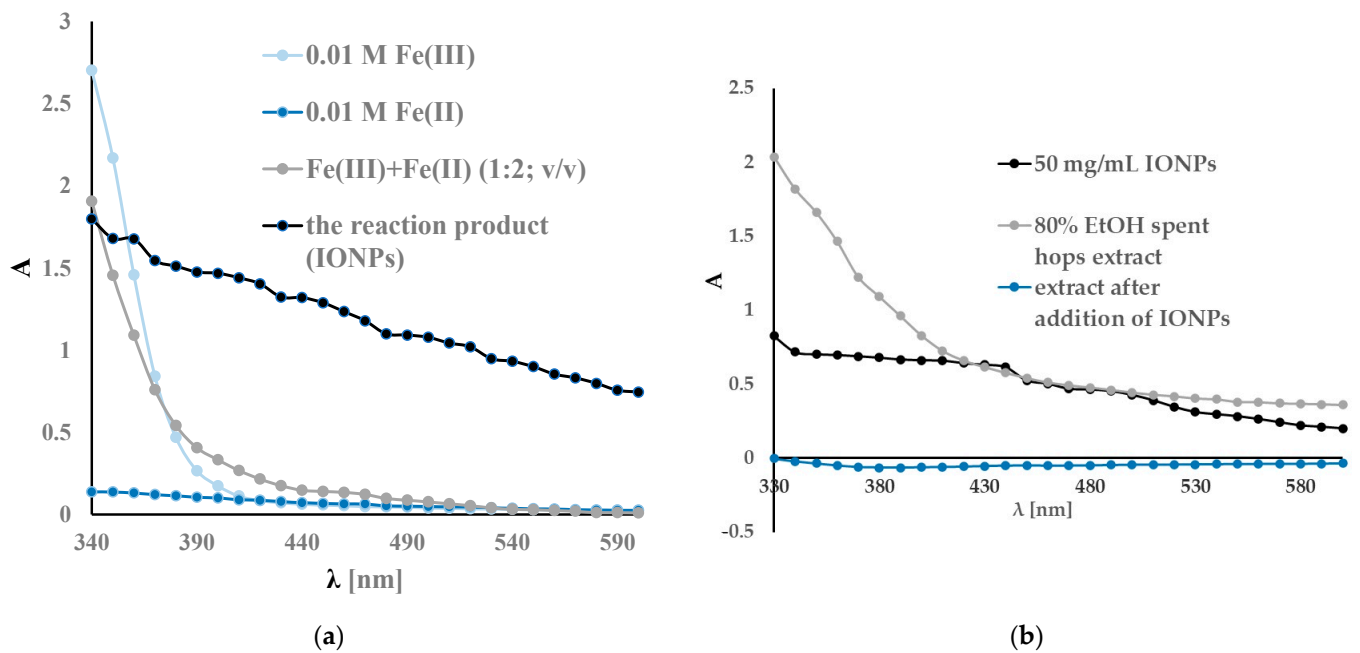 3
2.5
2
1.5
1
0.5
0
A
0.01 M Fe(III)
0.01 M Fe(II)
Fe(III)+Fe(II) (1:2; v/v)
the reaction product
(IONPs)
340 390 440 490 540 590
λ [nm]
(a)
2.5
2
1.5
1
0.5
0
-0.5
A
50 mg/mL IONPs
80% EtOH spent
hops extract
extract after
addition of IONPs
330 380 430 480 530 580
λ [nm]
(b)